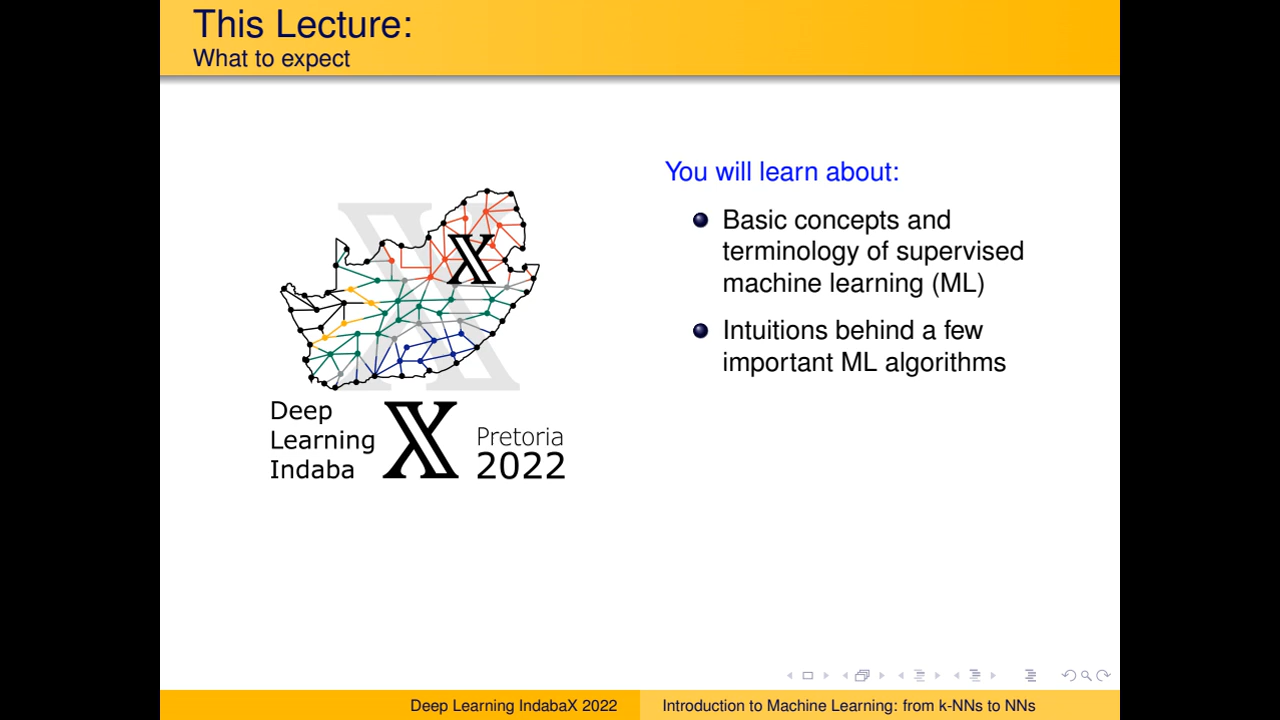 This Lecture:
What to expect
You will learn about:
Basic concepts and
terminology of supervised
machine learning (ML)
Intuitions behind a few
important ML algorithms
X
X
Deep
Learning
Indaba
X
Pretoria
2022
Deep Learning IndabaX 2022
Introduction to Machine Learning: from k-NNs to NNs